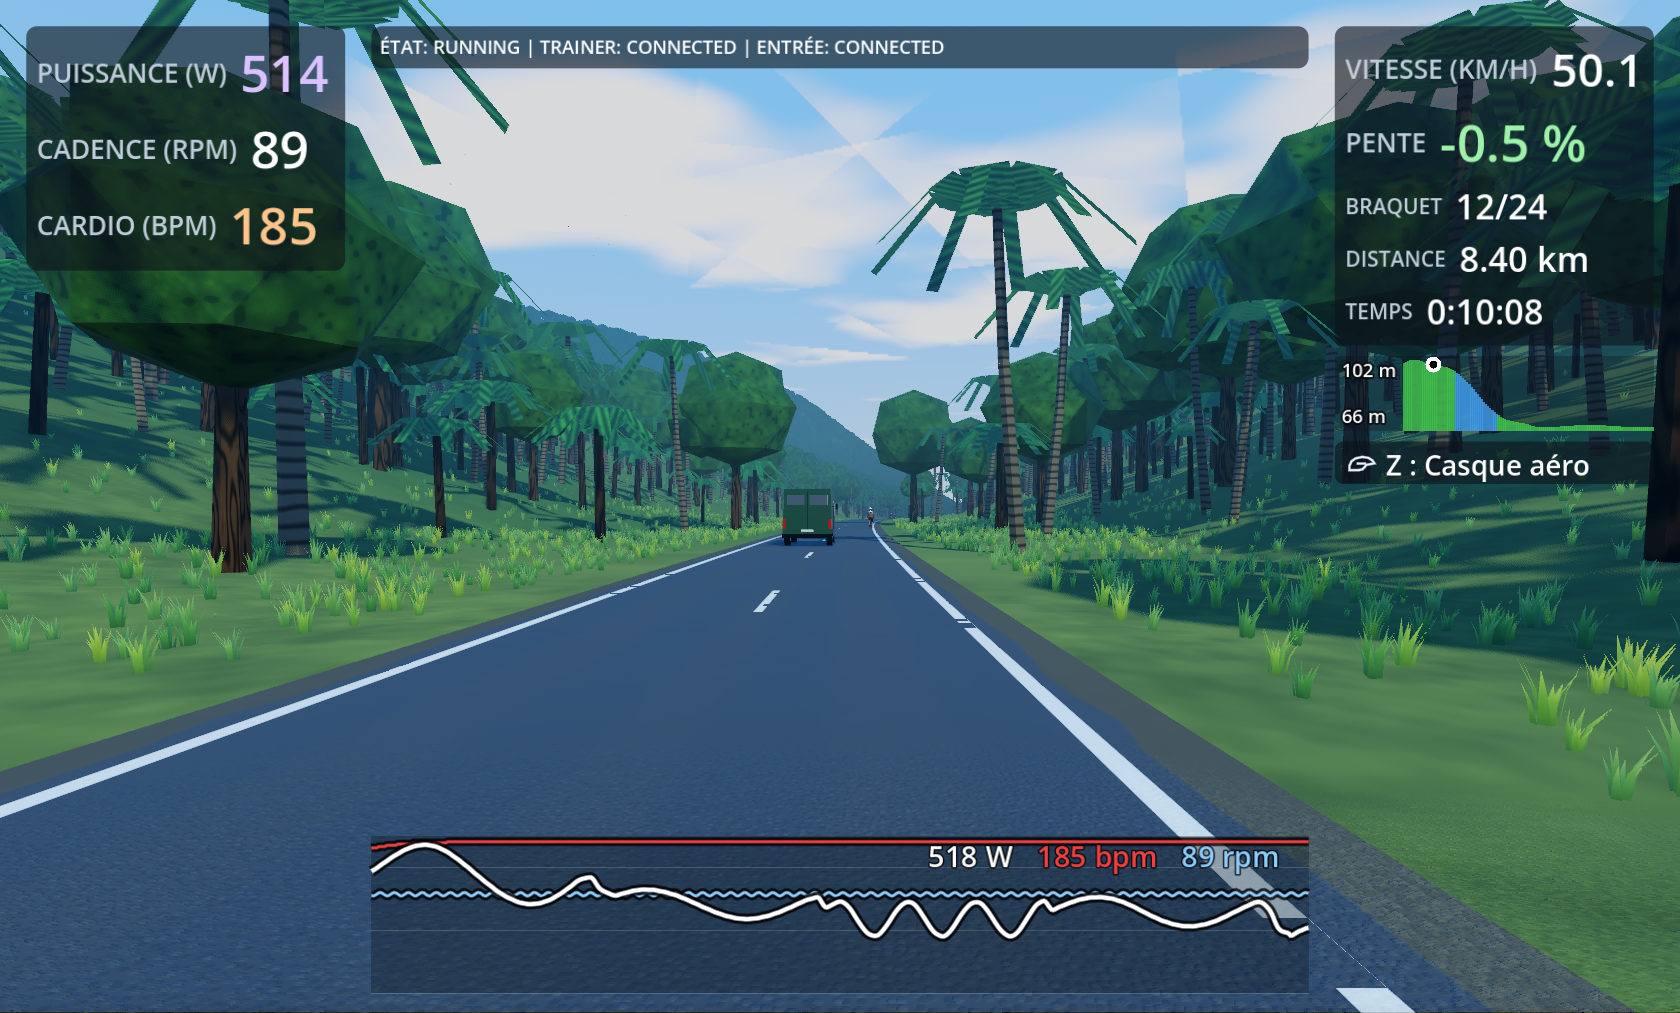 PUISSANCE (W) 514
CADENCE (RPM) 89
CARDIO (BPM) 185
ÉTAT: RUNNING | TRAINER: CONNECTED | ENTRÉE: CONNECTED
VITESSE (KM/H) 50.1
PENTE -0.5 %
BRAQUET 12/24
DISTANCE 8.40 km
TEMPS 0:10:08
102 m
66 m
Z : Casque aéro
518 W 185 bpm 89 rpm